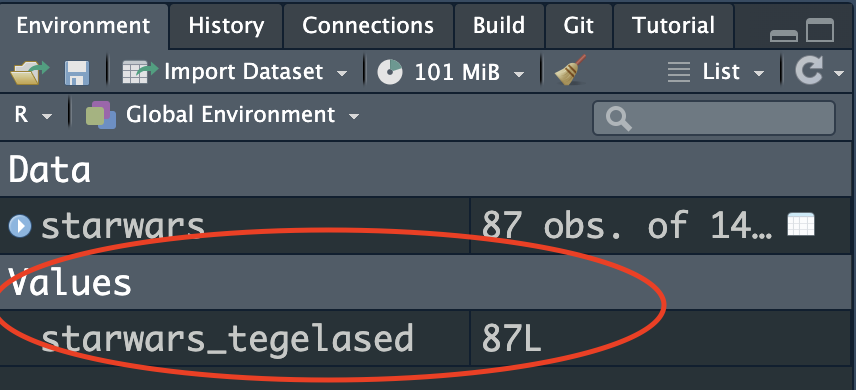 Environment History Connections Build Git Tutorial
Import Dataset 101 MiB List
R Global Environment
Data
starwars 87 obs. of 14…
Values
starwars_tegelased 87L